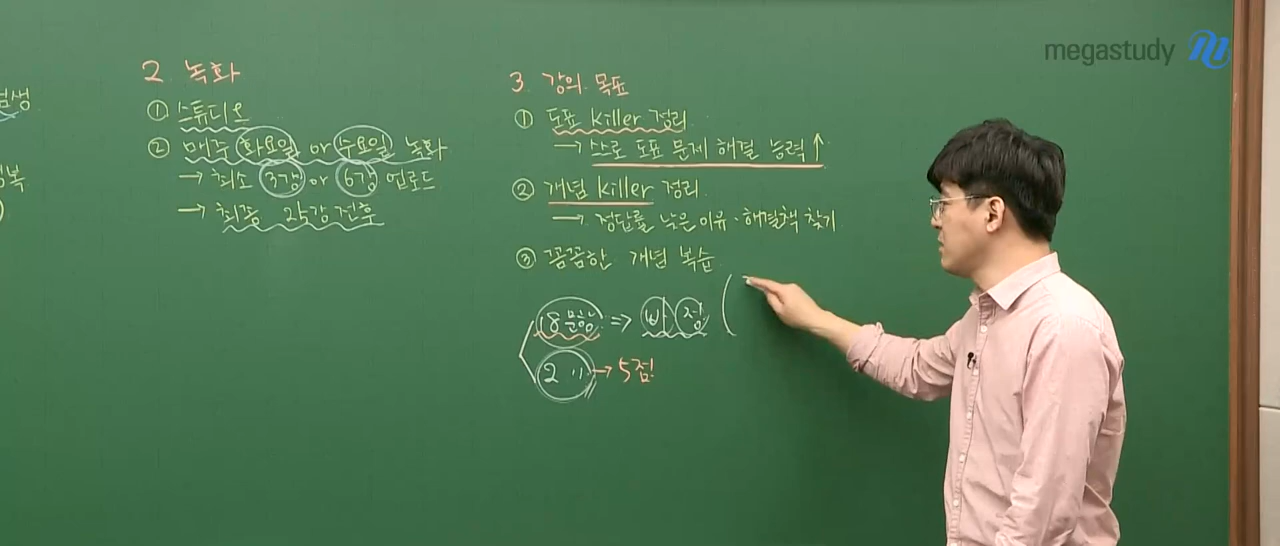 megastudy
2. 녹화
① 스튜디오
② 매주 화요일 or 수요일 녹화
→ 최소 3강 or 6강 업로드
→ 최종 25강 전후
3. 강의 목표
① 도표 killer 정리
→ 스스로 도표 문제 해결 능력↑
② 개념 killer 정리
→ 정답률 낮은 이유·해결책 찾기
③ 꼼꼼한 개념 복습
18문항 ⇒ 빠 정 (
2 〃 → 5점!